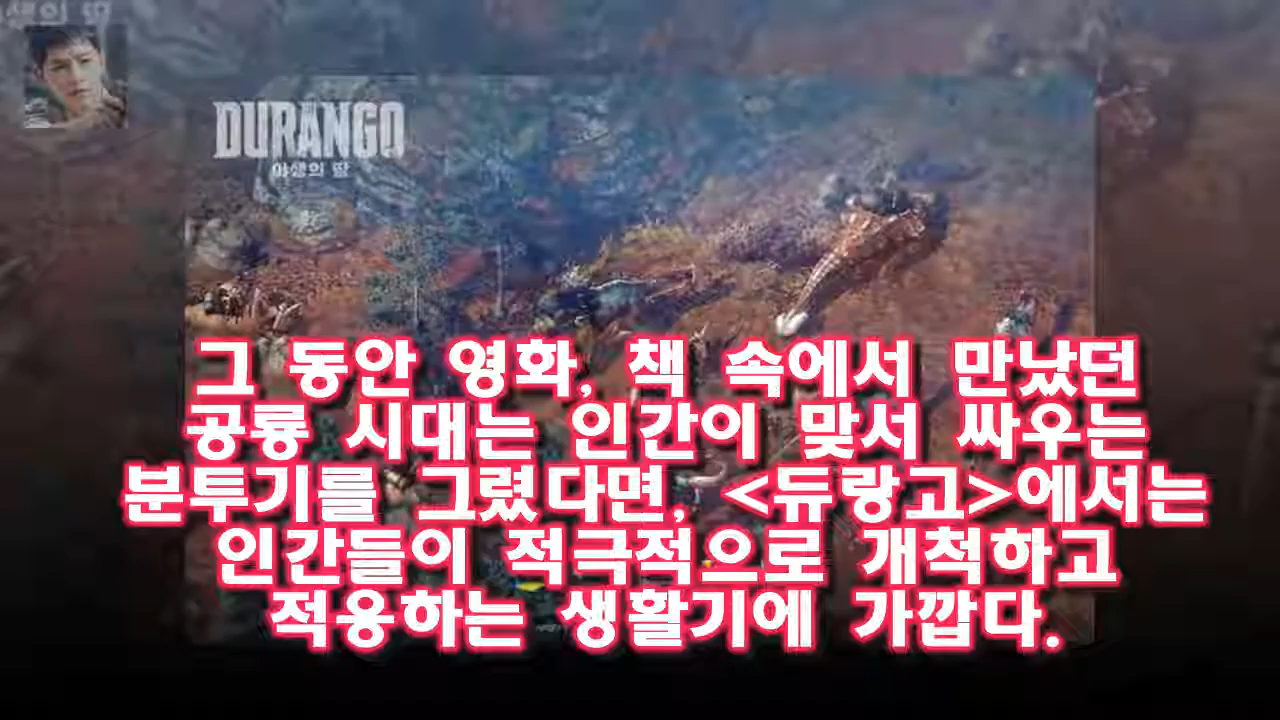 생의 땅
DURANGO
야생의 땅
그 동안 영화, 책 속에서 만났던
공룡 시대는 인간이 맞서 싸우는
분투기를 그렸다면, <듀랑고>에서는
인간들이 적극적으로 개척하고
적응하는 생활기에 가깝다.